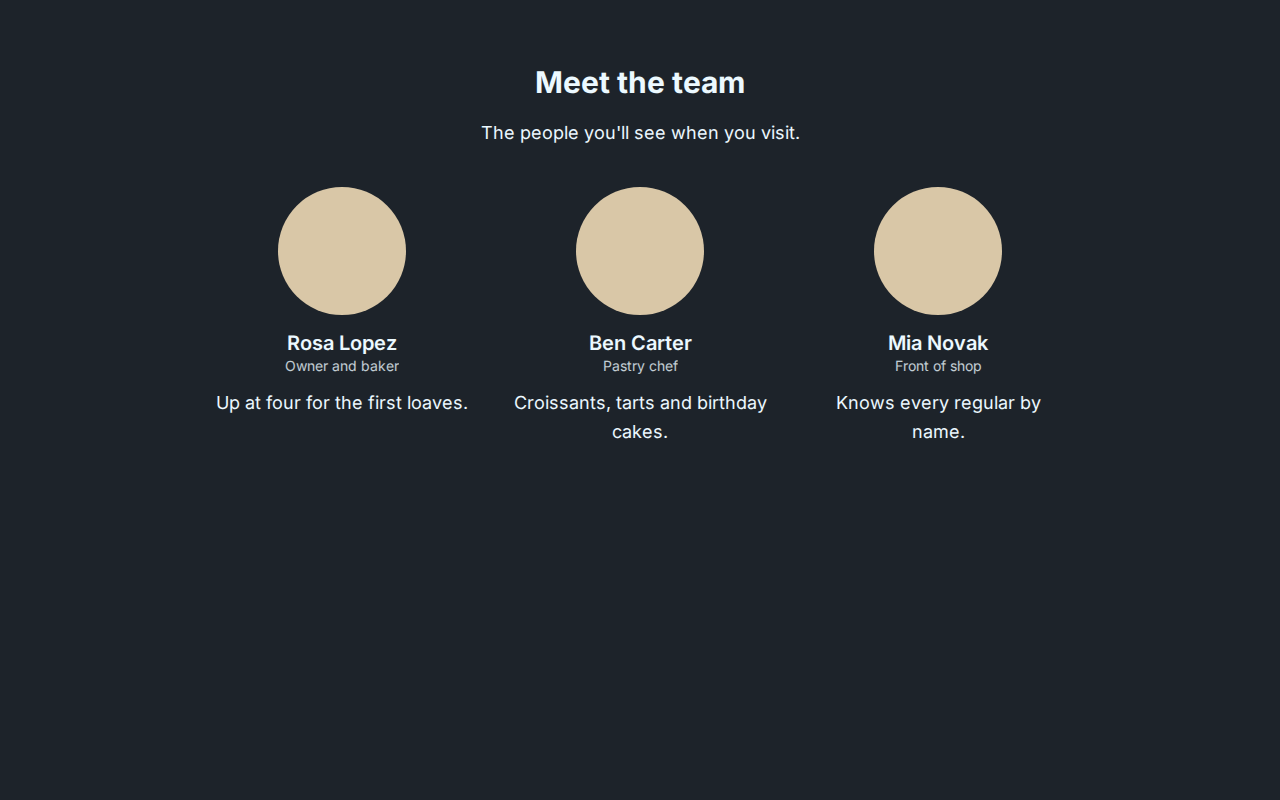 Meet the team
The people you'll see when you visit.
Rosa Lopez
Owner and baker
Up at four for the first loaves.
Ben Carter
Pastry chef
Croissants, tarts and birthday
cakes.
Mia Novak
Front of shop
Knows every regular by
name.